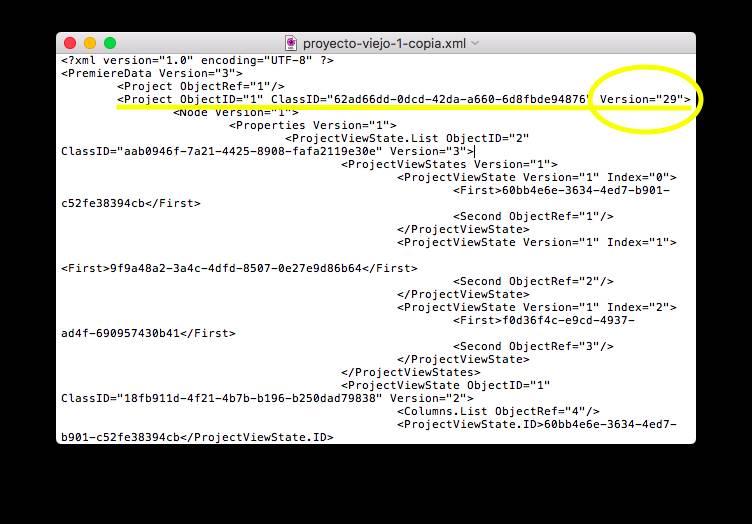 proyecto-viejo-1-copia.xml
<?xml version="1.0" encoding="UTF-8" ?>
<PremiereData Version="3">
<Project ObjectRef="1"/>
<Project ObjectID="1" ClassID="62ad66dd-0dcd-42da-a660-6d8fbde94876" Version="29">
<Node Version="1">
<Properties Version="1">
<ProjectViewState.List ObjectID="2"
ClassID="aab0946f-7a21-4425-8908-fafa2119e30e" Version="3">
<ProjectViewStates Version="1">
<ProjectViewState Version="1" Index="0">
<First>60bb4e6e-3634-4ed7-b901-
c52fe38394cb</First>
<Second ObjectRef="1"/>
</ProjectViewState>
<ProjectViewState Version="1" Index="1">
<First>9f9a48a2-3a4c-4dfd-8507-0e27e9d86b64</First>
<Second ObjectRef="2"/>
</ProjectViewState>
<ProjectViewState Version="1" Index="2">
<First>f0d36f4c-e9cd-4937-
ad4f-690957430b41</First>
<Second ObjectRef="3"/>
</ProjectViewState>
</ProjectViewStates>
<ProjectViewState ObjectID="1"
ClassID="18fb911d-4f21-4b7b-b196-b250dad79838" Version="2">
<Columns.List ObjectRef="4"/>
<ProjectViewState.ID>60bb4e6e-3634-4ed7-
b901-c52fe38394cb</ProjectViewState.ID>